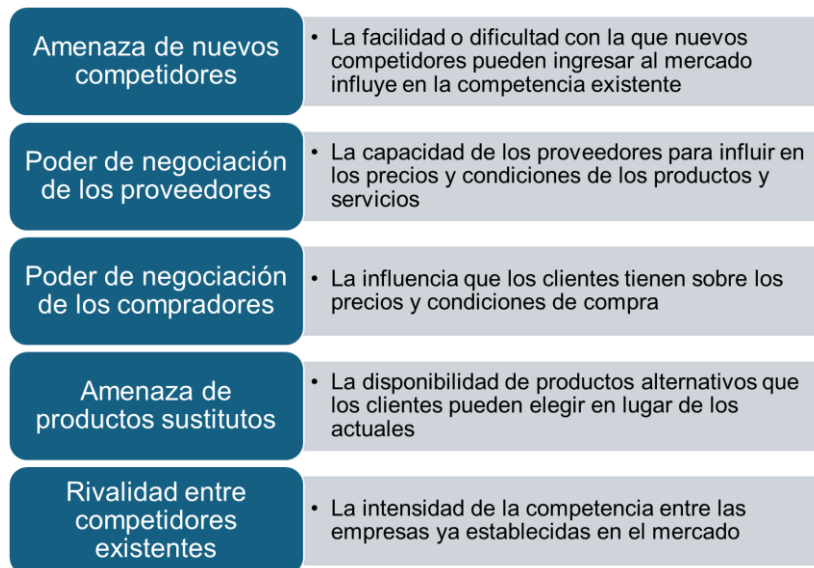 Amenaza de nuevos
competidores
• La facilidad o dificultad con la que nuevos
competidores pueden ingresar al mercado
influye en la competencia existente
Poder de negociación
de los proveedores
• La capacidad de los proveedores para influir en
los precios y condiciones de los productos y
servicios
Poder de negociación
de los compradores
• La influencia que los clientes tienen sobre los
precios y condiciones de compra
Amenaza de
productos sustitutos
• La disponibilidad de productos alternativos que
los clientes pueden elegir en lugar de los
actuales
Rivalidad entre
competidores
existentes
• La intensidad de la competencia entre las
empresas ya establecidas en el mercado